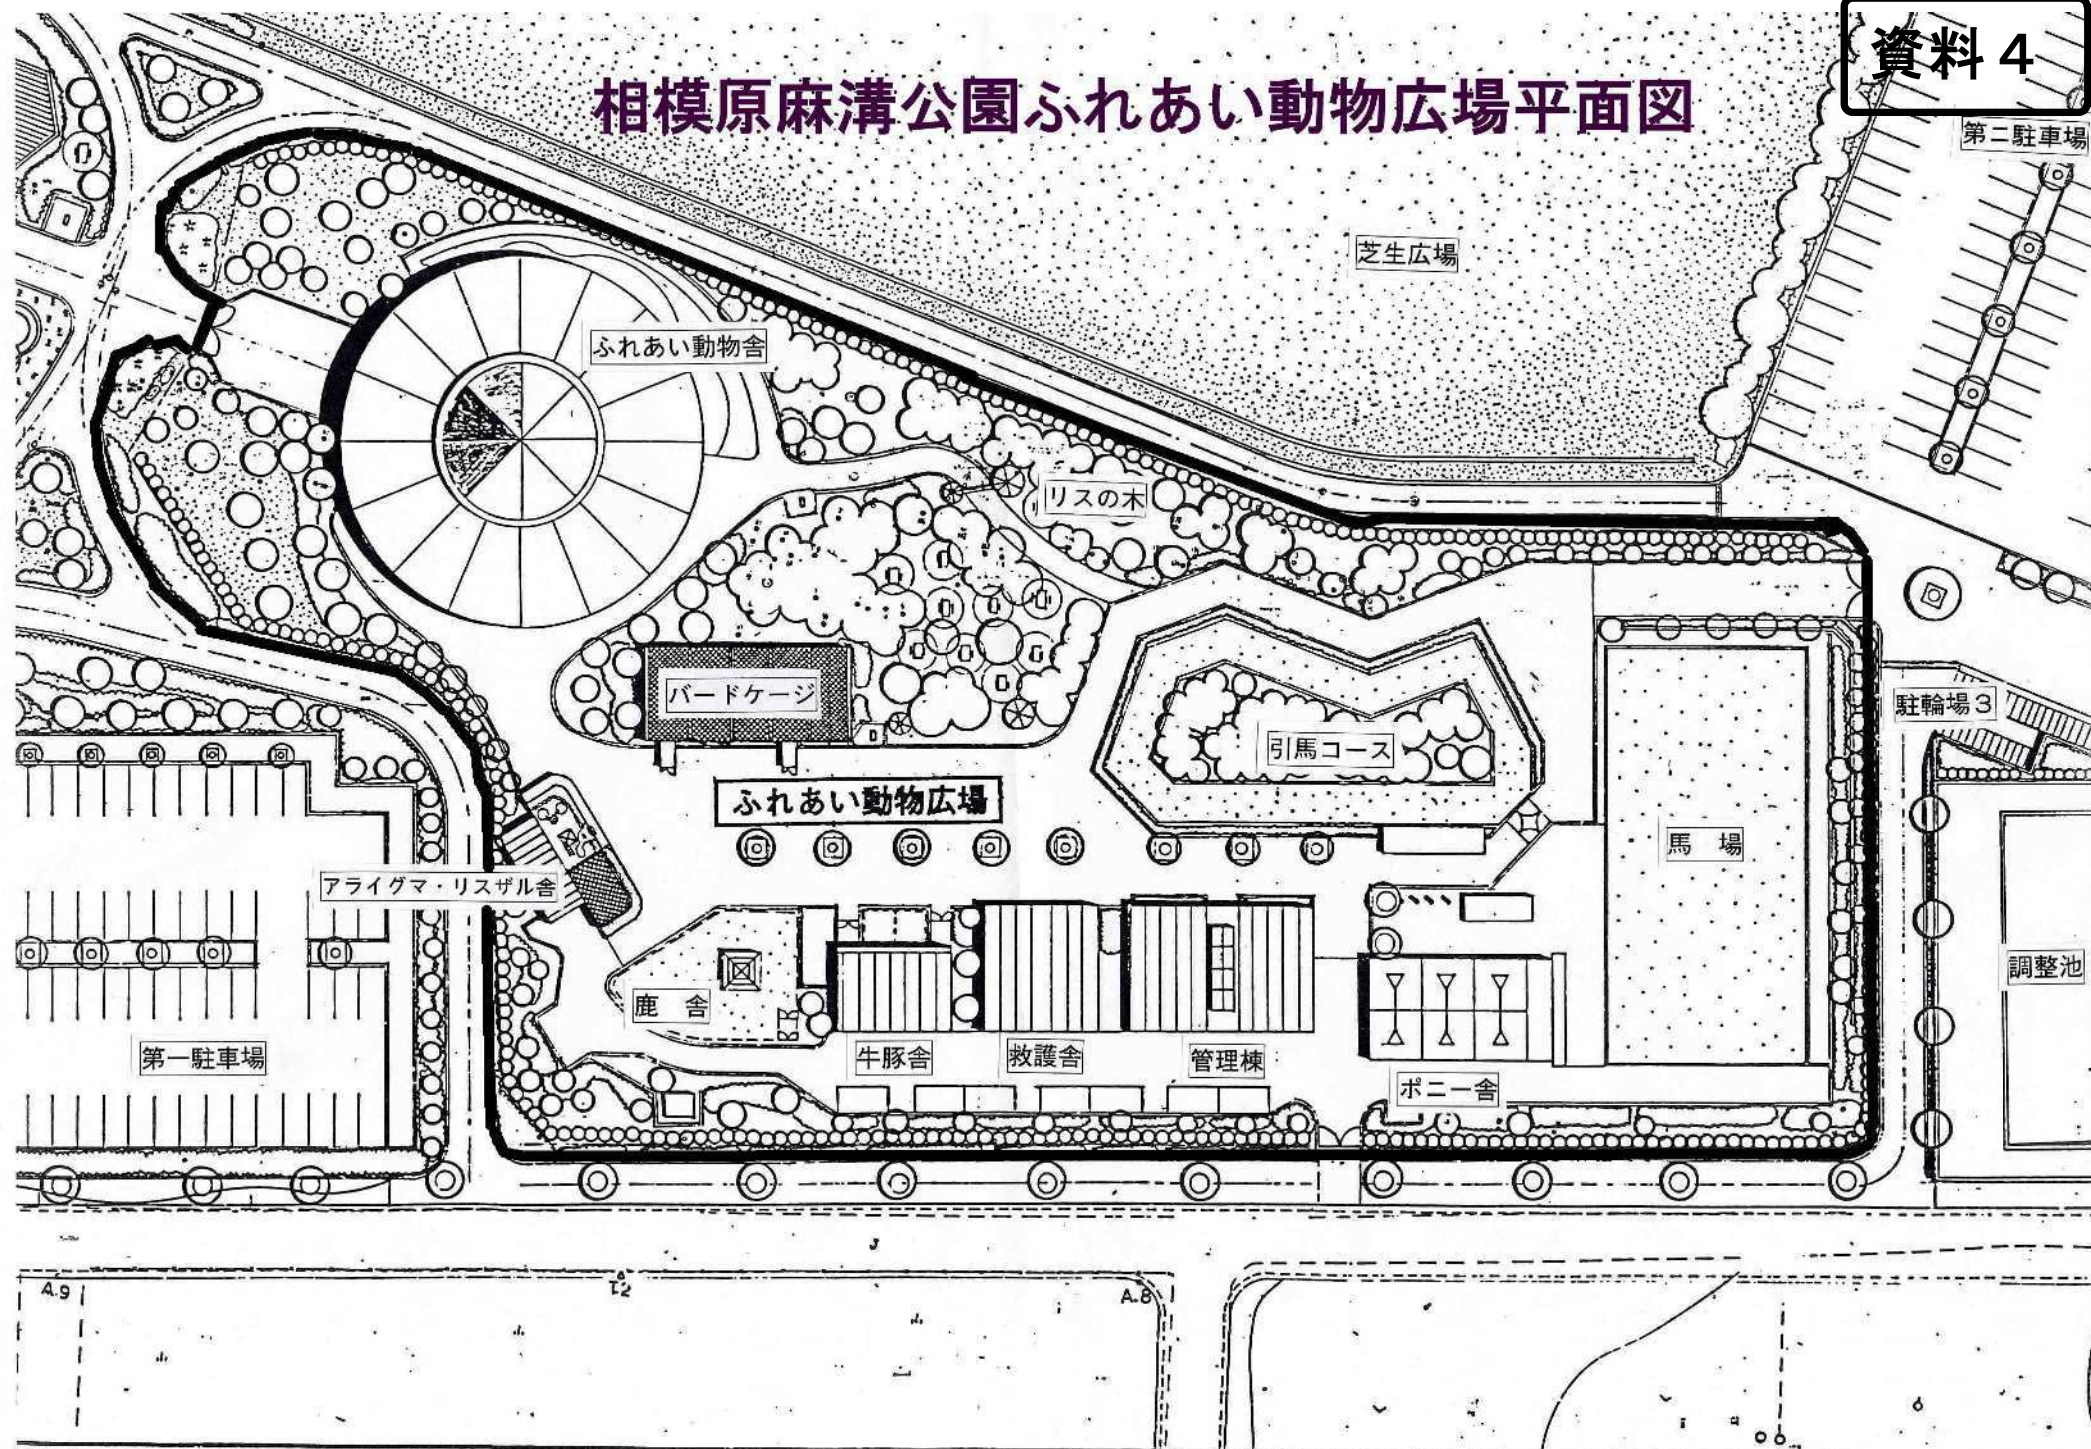 資料４
相模原麻溝公園ふれあい動物広場平面図
第二駐車場
芝生広場
ふれあい動物舎
リスの木
バードケージ
駐輪場３
引馬コース
ふれあい動物広場
馬　場
アライグマ・リスザル舎
調整池
鹿　舎
第一駐車場
牛豚舎
救護舎
管理棟
ポニー舎
A.9
A.8